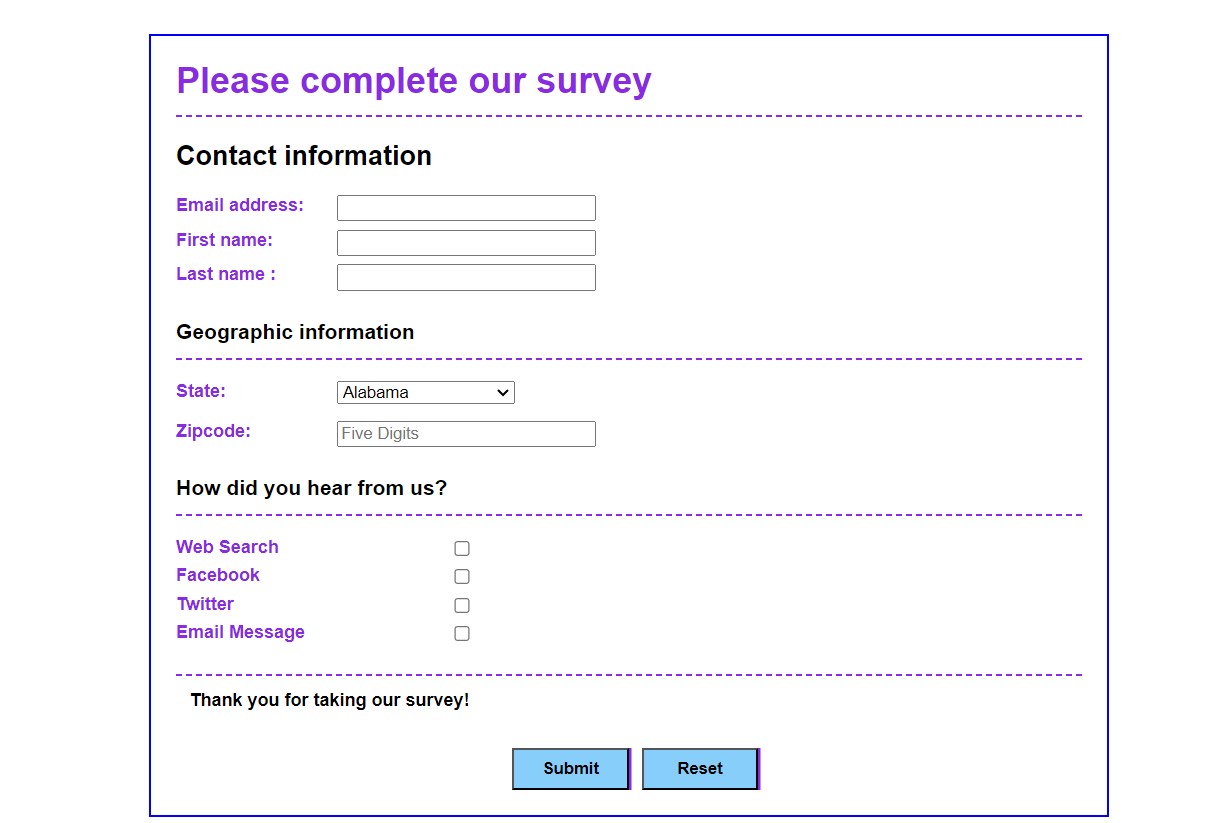 Please complete our survey
Contact information
Email address:
First name:
Last name :
Geographic information
State: Alabama
Zipcode: Five Digits
How did you hear from us?
Web Search
Facebook
Twitter
Email Message
Thank you for taking our survey!
Submit Reset